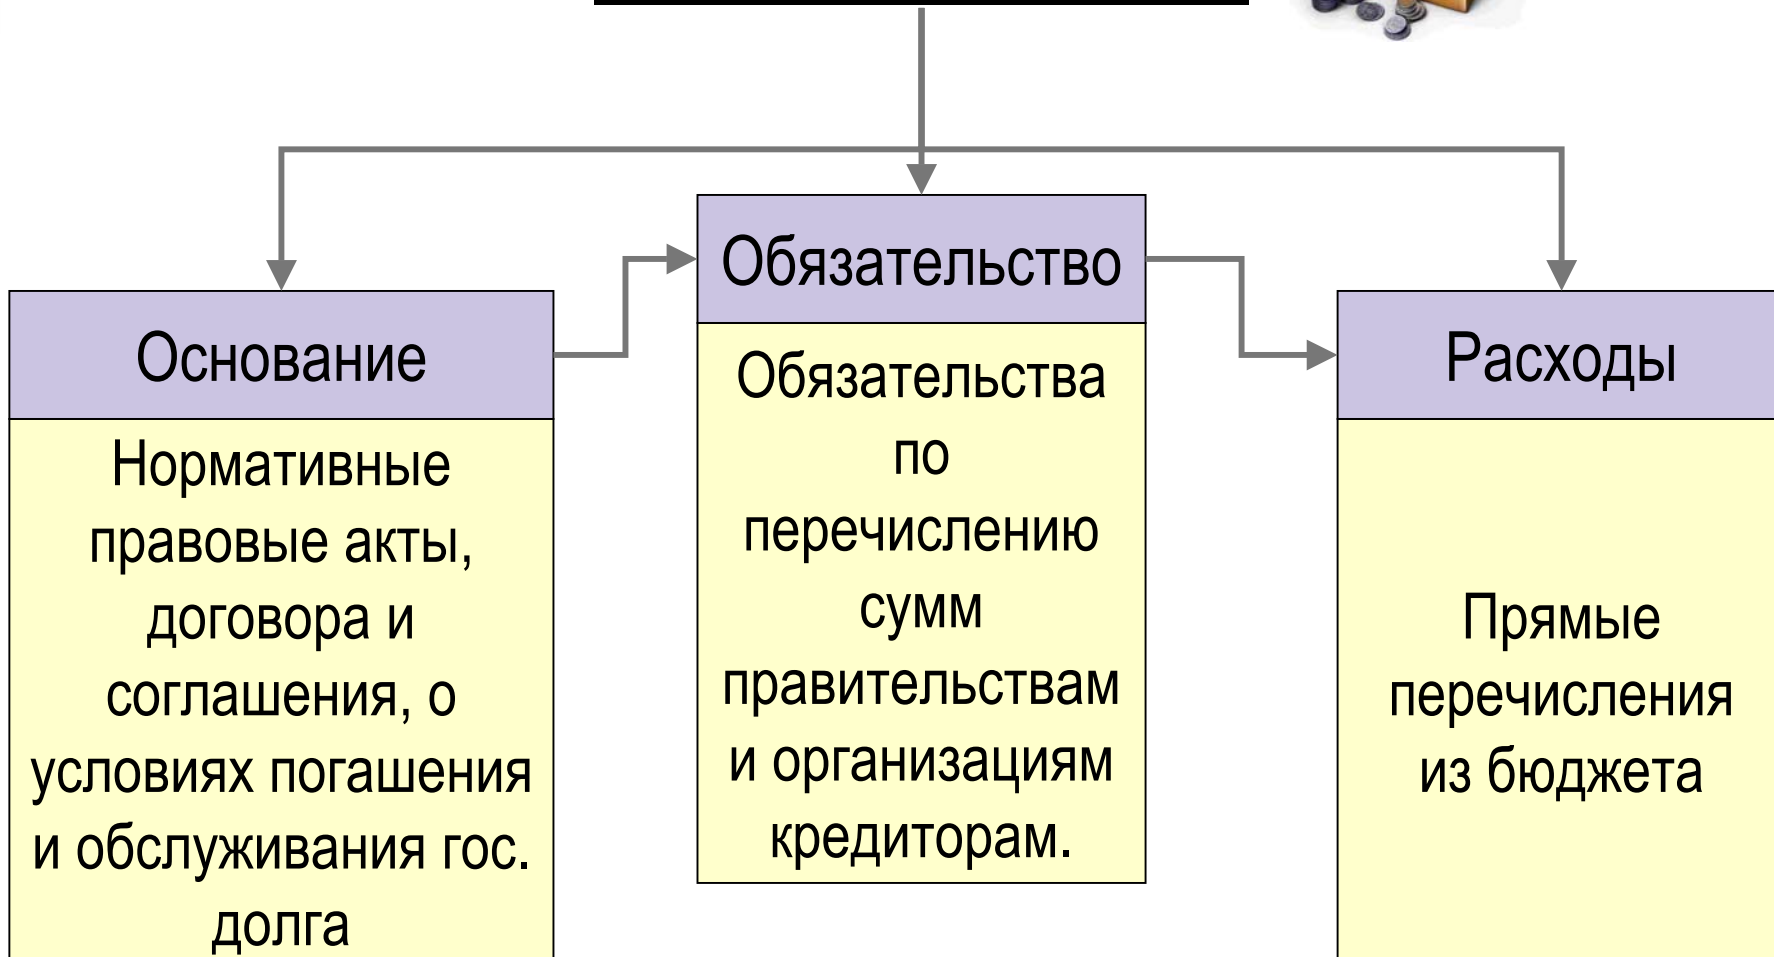 Основание
Нормативные
правовые акты,
договора и
соглашения, о
условиях погашения
и обслуживания гос.
долга
Обязательство
Обязательства
по
перечислению
сумм
правительствам
и организациям
кредиторам.
Расходы
Прямые
перечисления
из бюджета